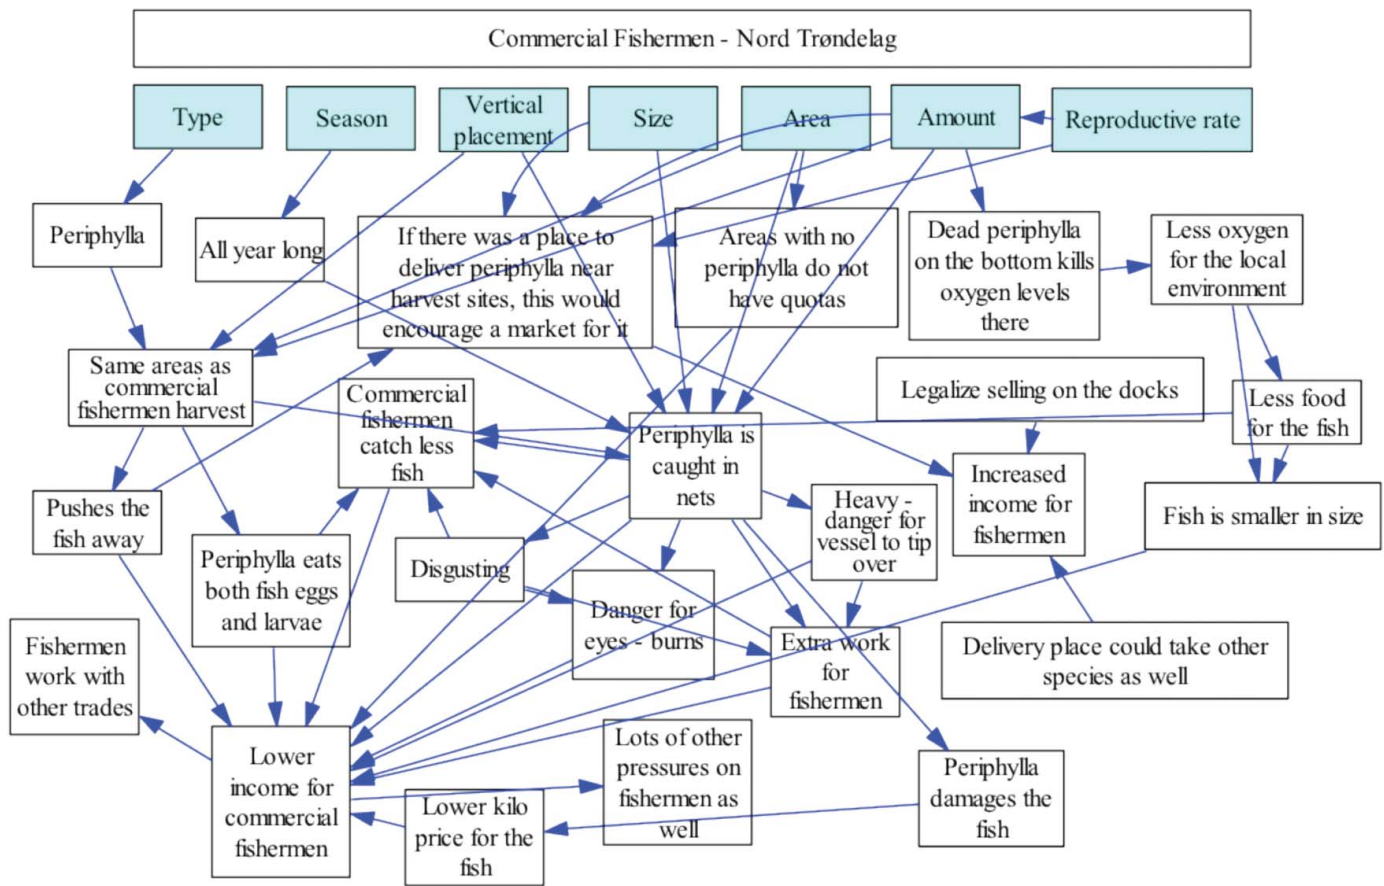 Commercial Fishermen - Nord Trøndelag
Type
Season
Vertical
placement
Size
Area
Amount
Reproductive rate
Periphylla
All year long
If there was a place to
deliver periphylla near
harvest sites, this would
encourage a market for it
Areas with no
periphylla do not
have quotas
Dead periphylla
on the bottom kills
oxygen levels
there
Less oxygen
for the local
environment
Same areas as
commercial
fishermen harvest
Commercial
fishermen
catch less
fish
Legalize selling on the docks
Less food
for the fish
Periphylla is
caught in
nets
Increased
income for
fishermen
Pushes the
fish away
Heavy -
danger for
vessel to tip
over
Fish is smaller in size
Periphylla eats
both fish eggs
and larvae
Disgusting
Danger for
eyes - burns
Fishermen
work with
other trades
Extra work
for
fishermen
Delivery place could take other
species as well
Lower
income for
commercial
fishermen
Lots of other
pressures on
fishermen as
well
Periphylla
damages the
fish
Lower kilo
price for the
fish